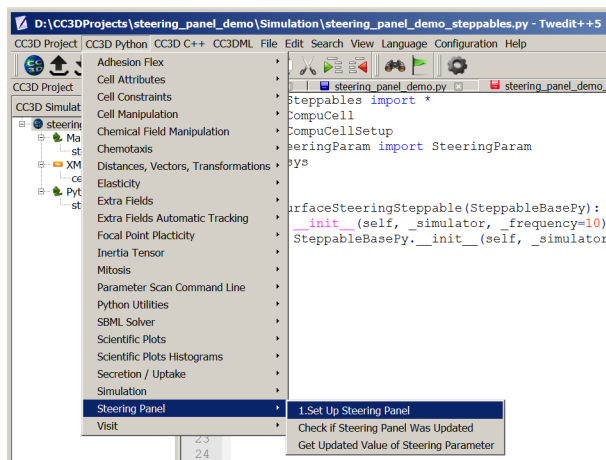 D:\CC3DProjects\steering_panel_demo\Simulation\steering_panel_demo_steppables.py - Twedit++5
CC3D Project CC3D Python CC3D C++ CC3DML File Edit Search View Language Configuration Help
CC3D Project
steering_panel_demo.py
steering_panel_demo_
CC3D Simulat
steering
Ma
st
XM
ce
Pyt
st
Adhesion Flex
Cell Attributes
Cell Constraints
Cell Manipulation
Chemical Field Manipulation
Chemotaxis
Distances, Vectors, Transformations
Elasticity
Extra Fields
Extra Fields Automatic Tracking
Focal Point Placticity
Inertia Tensor
Mitosis
Parameter Scan Command Line
Python Utilities
SBML Solver
Scientific Plots
Scientific Plots Histograms
Secretion / Uptake
Simulation
Steering Panel
Visit
1.Set Up Steering Panel
Check if Steering Panel Was Updated
Get Updated Value of Steering Parameter
Steppables import *
CompuCell
CompuCellSetup
eeringParam import SteeringParam
sys
urfaceSteeringSteppable(SteppableBasePy):
__init__(self, _simulator, _frequency=10)
SteppableBasePy.__init__(self, _simulator
23
24